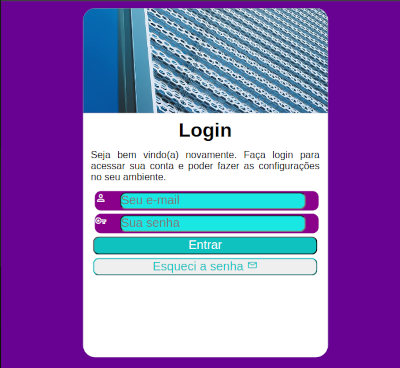 Login
Seja bem vindo(a) novamente. Faça login para
acessar sua conta e poder fazer as configurações
no seu ambiente.
Seu e-mail
Sua senha
Entrar
Esqueci a senha